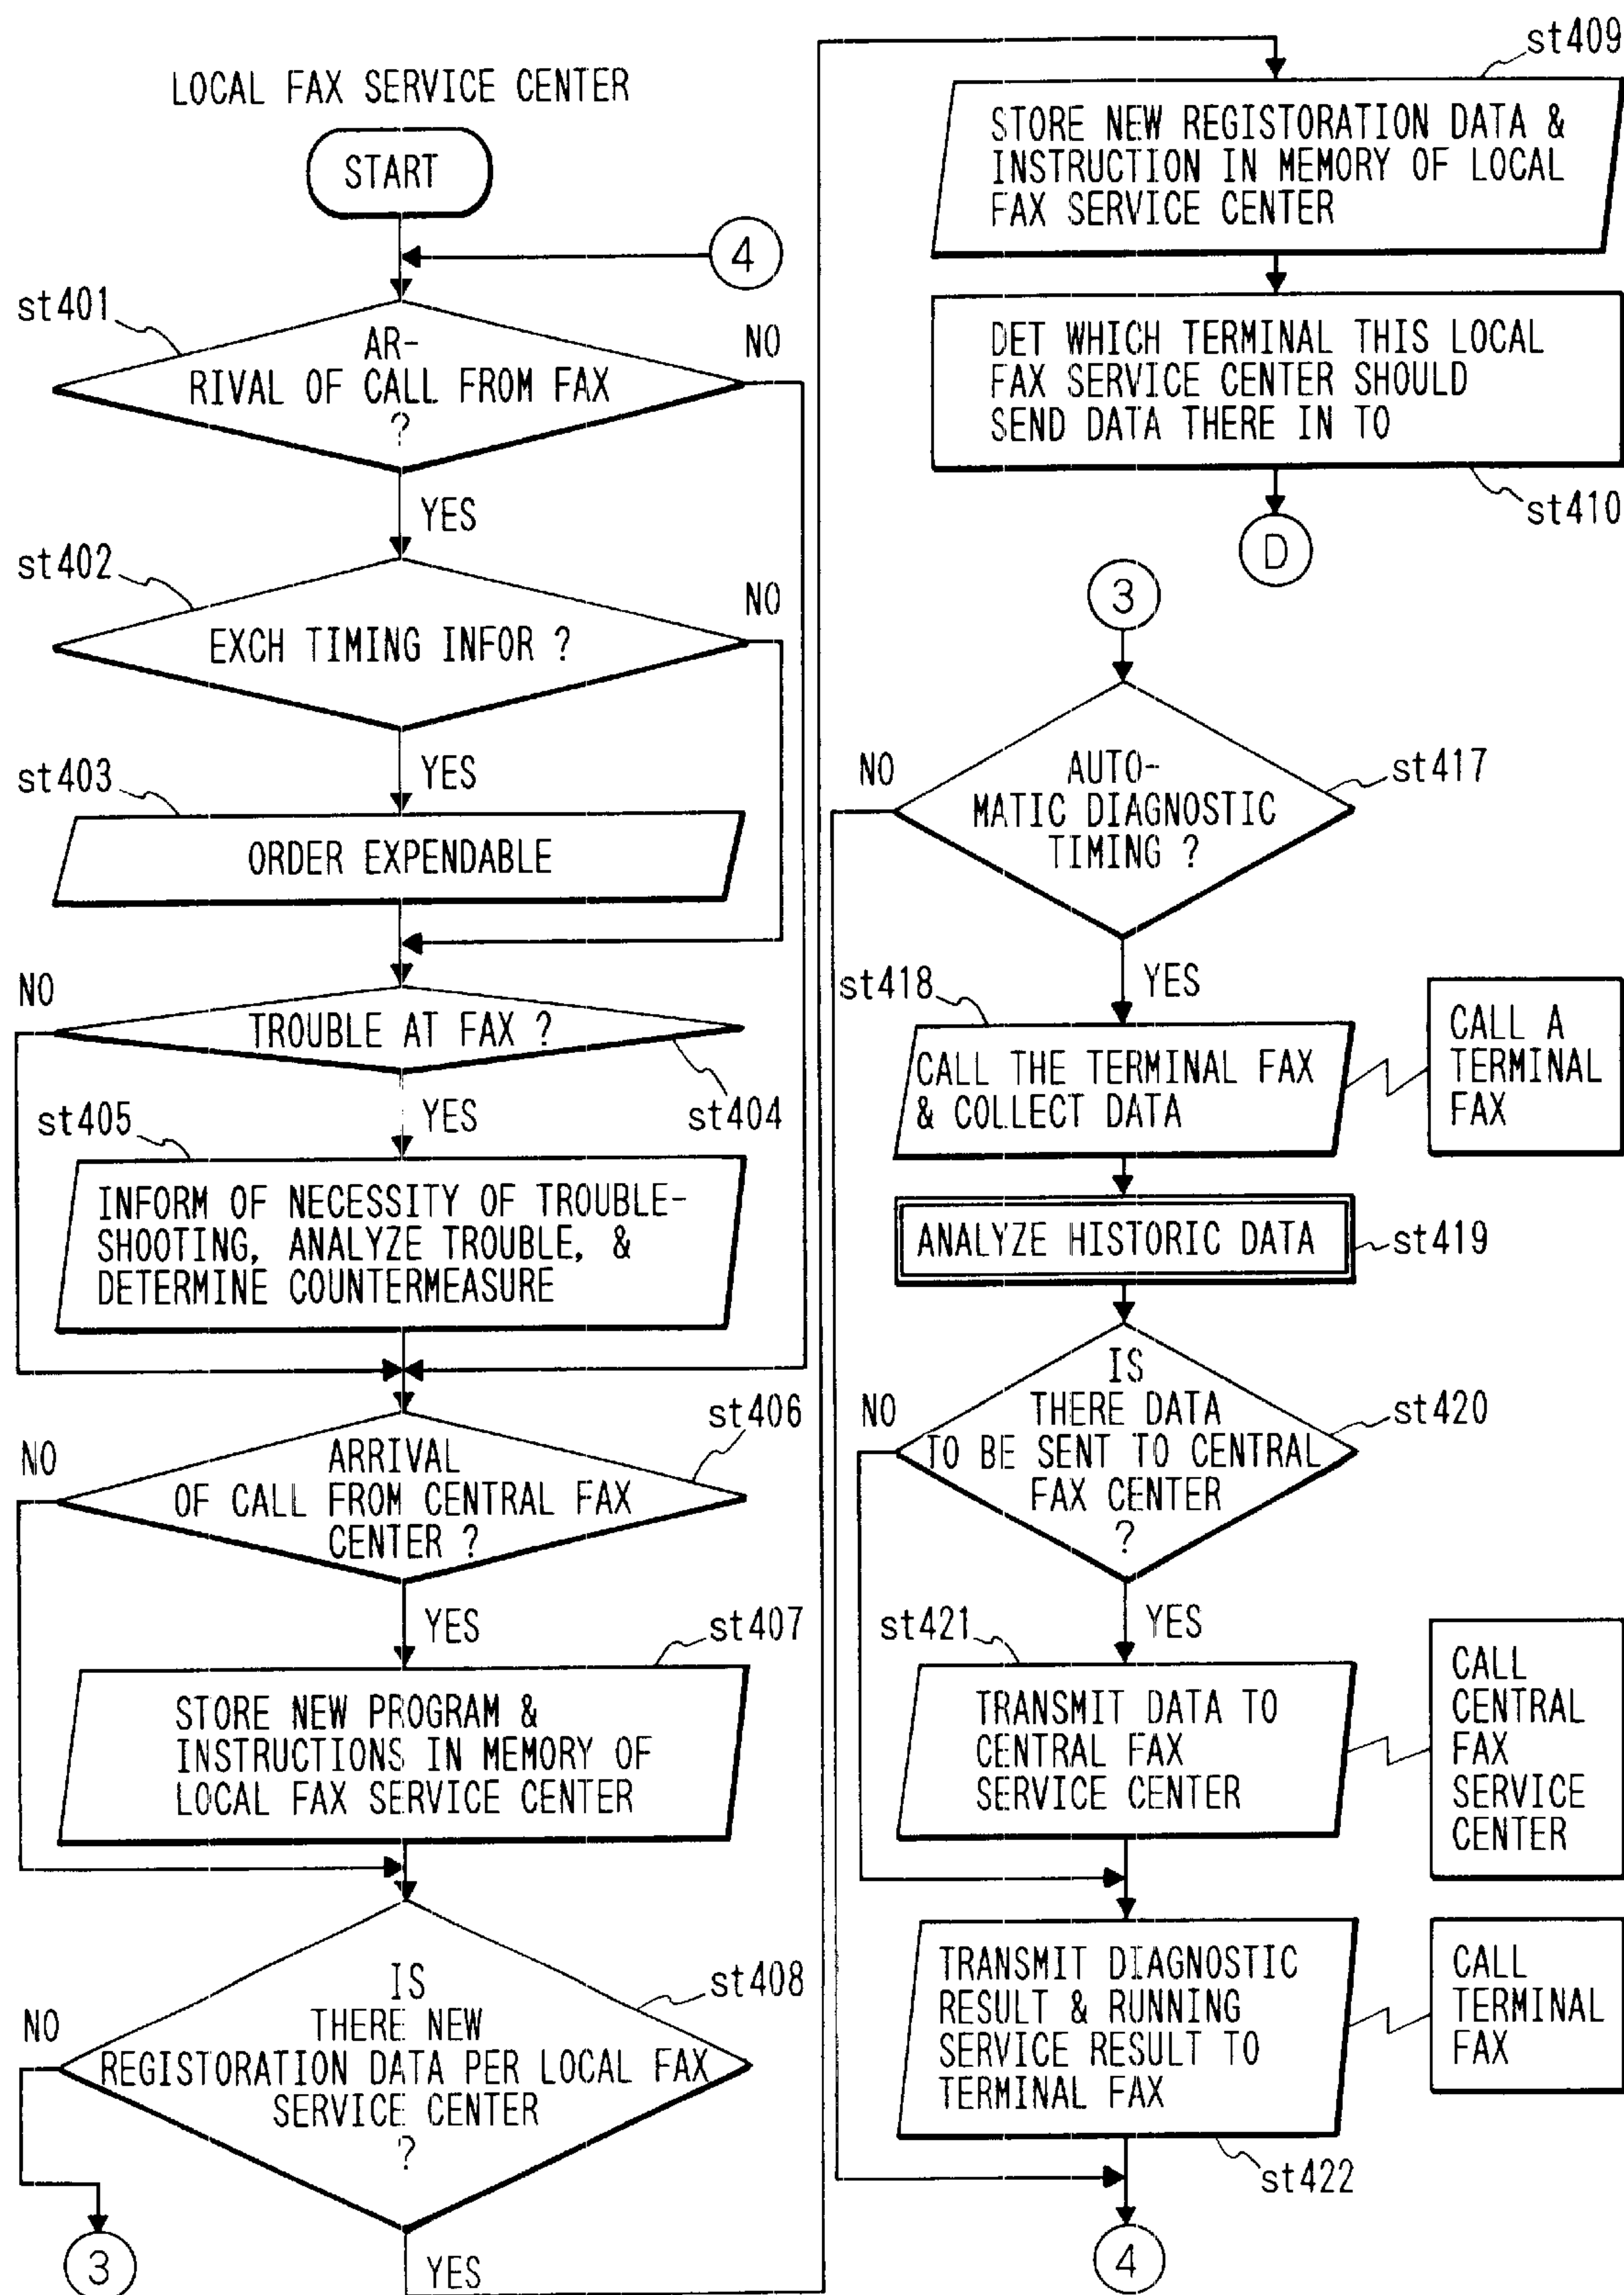 LOCAL FAX SERVICE CENTER
START
4
st401
AR-
RIVAL OF CALL FROM FAX
?
NO
YES
st402
EXCH TIMING INFOR ?
NO
YES
st403
ORDER EXPENDABLE
NO
TROUBLE AT FAX ?
st404
YES
st405
INFORM OF NECESSITY OF TROUBLE-
SHOOTING, ANALYZE TROUBLE, &
DETERMINE COUNTERMEASURE
st406
NO
ARRIVAL
OF CALL FROM CENTRAL FAX
CENTER ?
YES
st407
STORE NEW PROGRAM &
INSTRUCTIONS IN MEMORY OF
LOCAL FAX SERVICE CENTER
st408
NO
IS
THERE NEW
REGISTORATION DATA PER LOCAL FAX
SERVICE CENTER
?
3
YES
st409
STORE NEW REGISTORATION DATA &
INSTRUCTION IN MEMORY OF LOCAL
FAX SERVICE CENTER
DET WHICH TERMINAL THIS LOCAL
FAX SERVICE CENTER SHOULD
SEND DATA THERE IN TO
st410
D
3
NO
AUTO-
MATIC DIAGNOSTIC
TIMING ?
st417
YES
st418
CALL THE TERMINAL FAX
& COLLECT DATA
CALL A
TERMINAL
FAX
ANALYZE HISTORIC DATA
st419
NO
IS
THERE DATA
TO BE SENT TO CENTRAL
FAX CENTER
?
st420
YES
st421
TRANSMIT DATA TO
CENTRAL FAX
SERVICE CENTER
CALL
CENTRAL
FAX
SERVICE
CENTER
TRANSMIT DIAGNOSTIC
RESULT & RUNNING
SERVICE RESULT TO
TERMINAL FAX
CALL
TERMINAL
FAX
st422
4